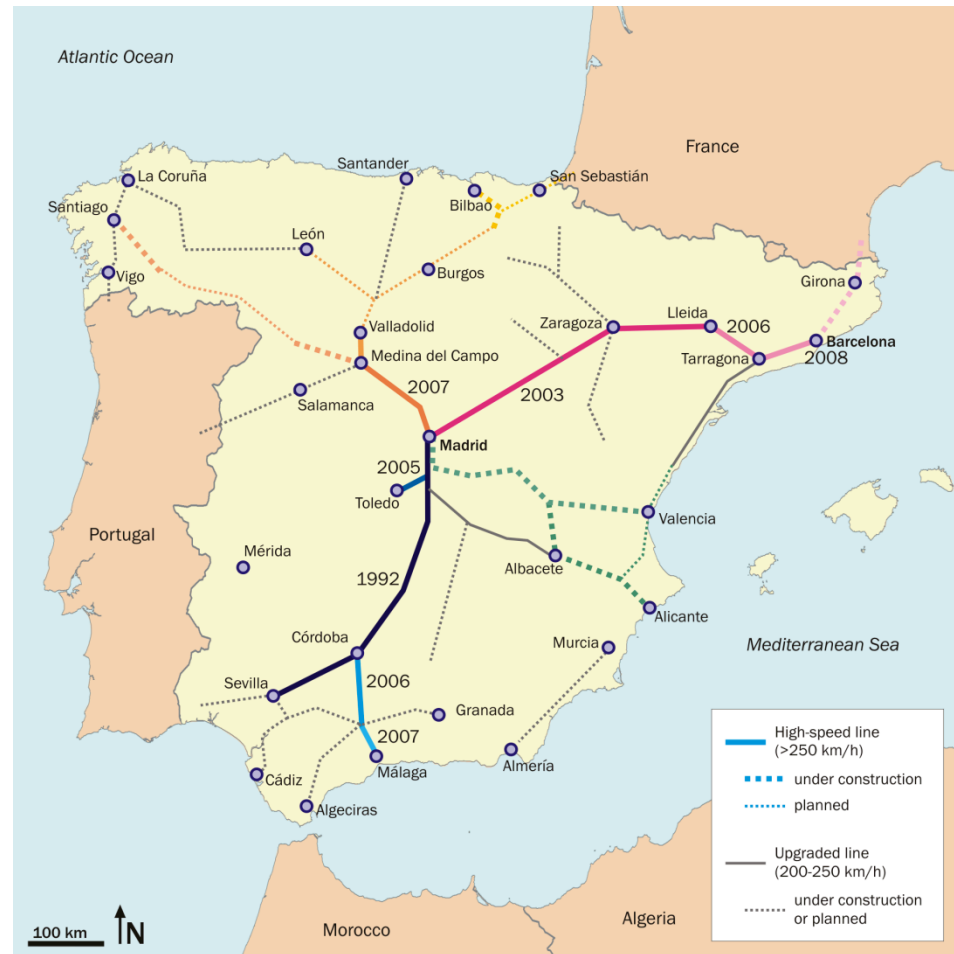 Atlantic Ocean
France
Santander
La Coruña
San Sebastián
Bilbao
Santiago
León
Vigo
Burgos
Girona
Valladolid
Zaragoza
Lleida
2006
Barcelona
Medina del Campo
Tarragona
2008
2007
2003
Salamanca
Madrid
2005
Toledo
Valencia
Portugal
Mérida
Albacete
1992
Alicante
Córdoba
Murcia
Mediterranean Sea
Sevilla
2006
Granada
2007
Almería
Cádiz
Málaga
Algeciras
High-speed line
(>250 km/h)
under construction
planned
Upgraded line
(200-250 km/h)
under construction
or planned
100 km
N
Morocco
Algeria